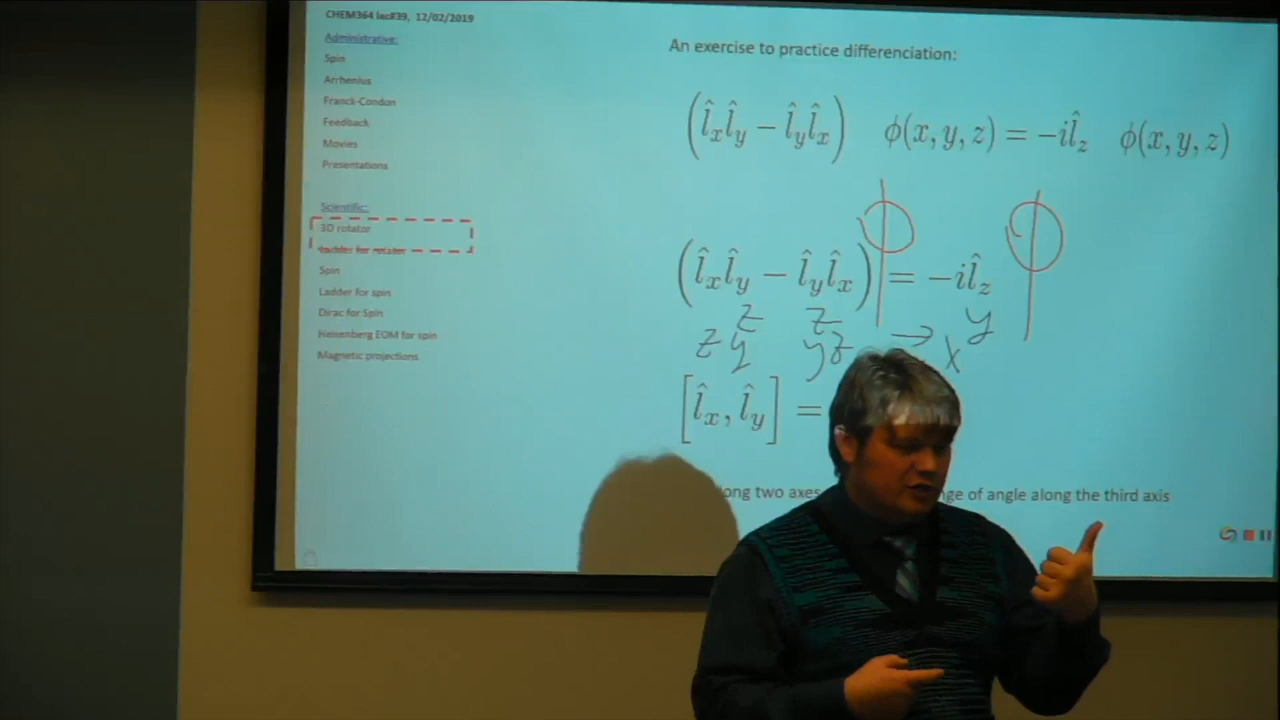 CHEM364 lec#39, 12/02/2019
Administrative:
Spin
Arrhenius
Franck-Condon
Feedback
Movies
Presentations
Scientific:
3D rotator
Ladder for rotator
Spin
Ladder for spin
Dirac for Spin
Heisenberg EOM for spin
Magnetic projections
An exercise to practice differenciation:
(l̂ₓl̂ᵧ − l̂ᵧl̂ₓ) ϕ(x, y, z) = −il̂_z ϕ(x, y, z)
(l̂ₓl̂ᵧ − l̂ᵧl̂ₓ) = −il̂_z
z z y
z y y z → x
[l̂ₓ, l̂ᵧ] =
two axes of angle along the third axis